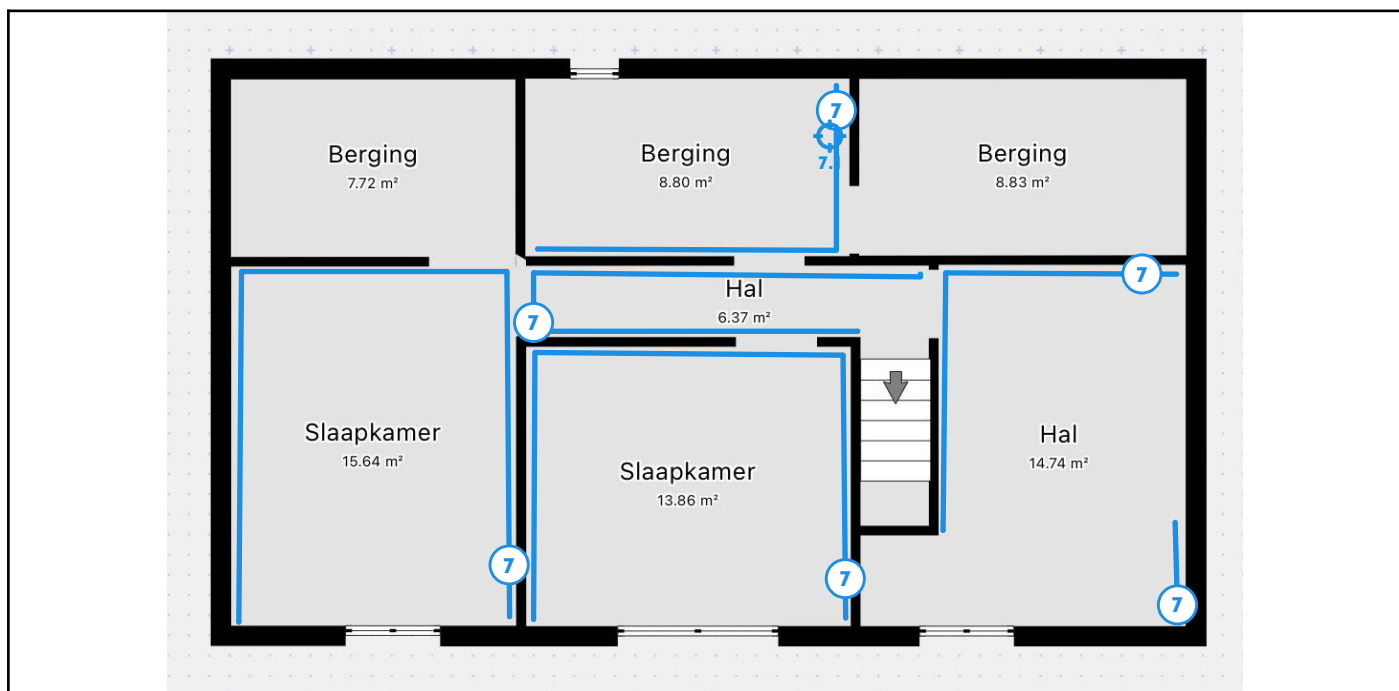 7
Berging
7.72 m²
Berging
8.80 m²
7.
Berging
8.83 m²
7
Hal
6.37 m²
7
Slaapkamer
15.64 m²
Hal
14.74 m²
Slaapkamer
13.86 m²
7
7
7